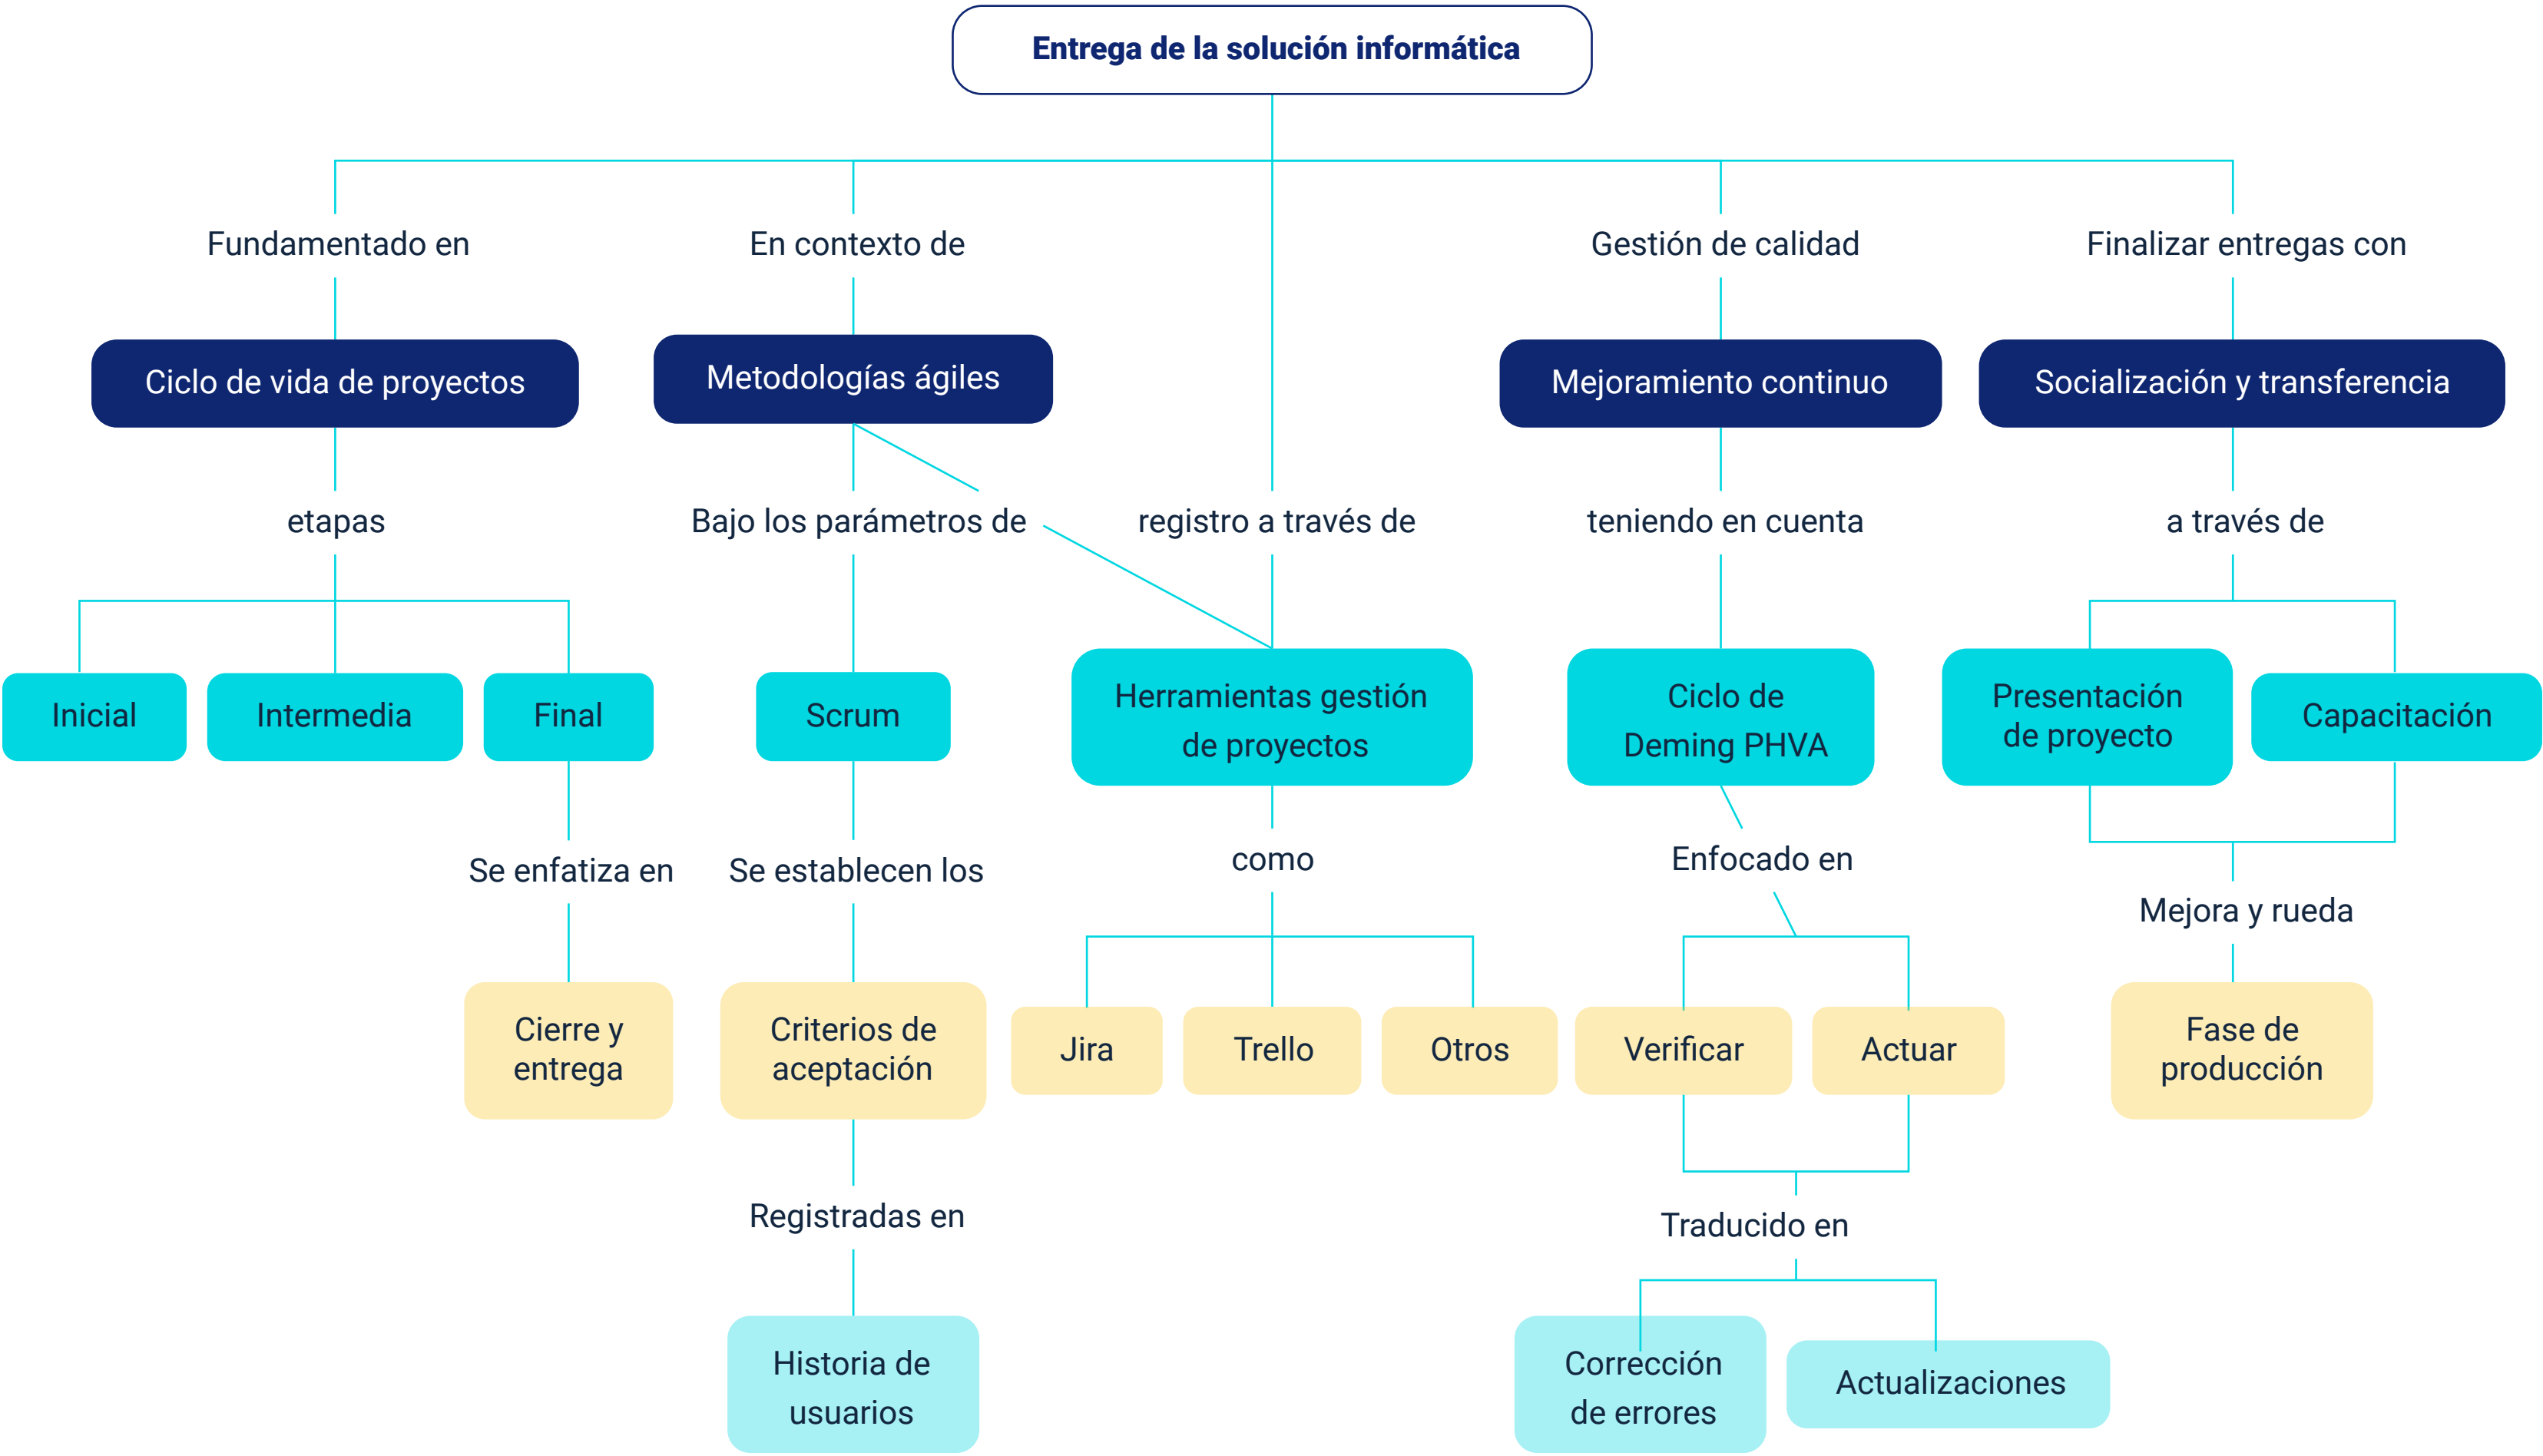 Entrega de la solución informática
Fundamentado en
En contexto de
Gestión de calidad
Finalizar entregas con
Ciclo de vida de proyectos
Metodologías ágiles
Mejoramiento continuo
Socialización y transferencia
etapas
Bajo los parámetros de
registro a través de
teniendo en cuenta
a través de
Inicial
Intermedia
Final
Scrum
Herramientas gestión
de proyectos
Ciclo de
Deming PHVA
Presentación
de proyecto
Capacitación
Se enfatiza en
Se establecen los
como
Enfocado en
Mejora y rueda
Cierre y
entrega
Criterios de
aceptación
Jira
Trello
Otros
Verificar
Actuar
Fase de
producción
Registradas en
Traducido en
Historia de
usuarios
Corrección
de errores
Actualizaciones